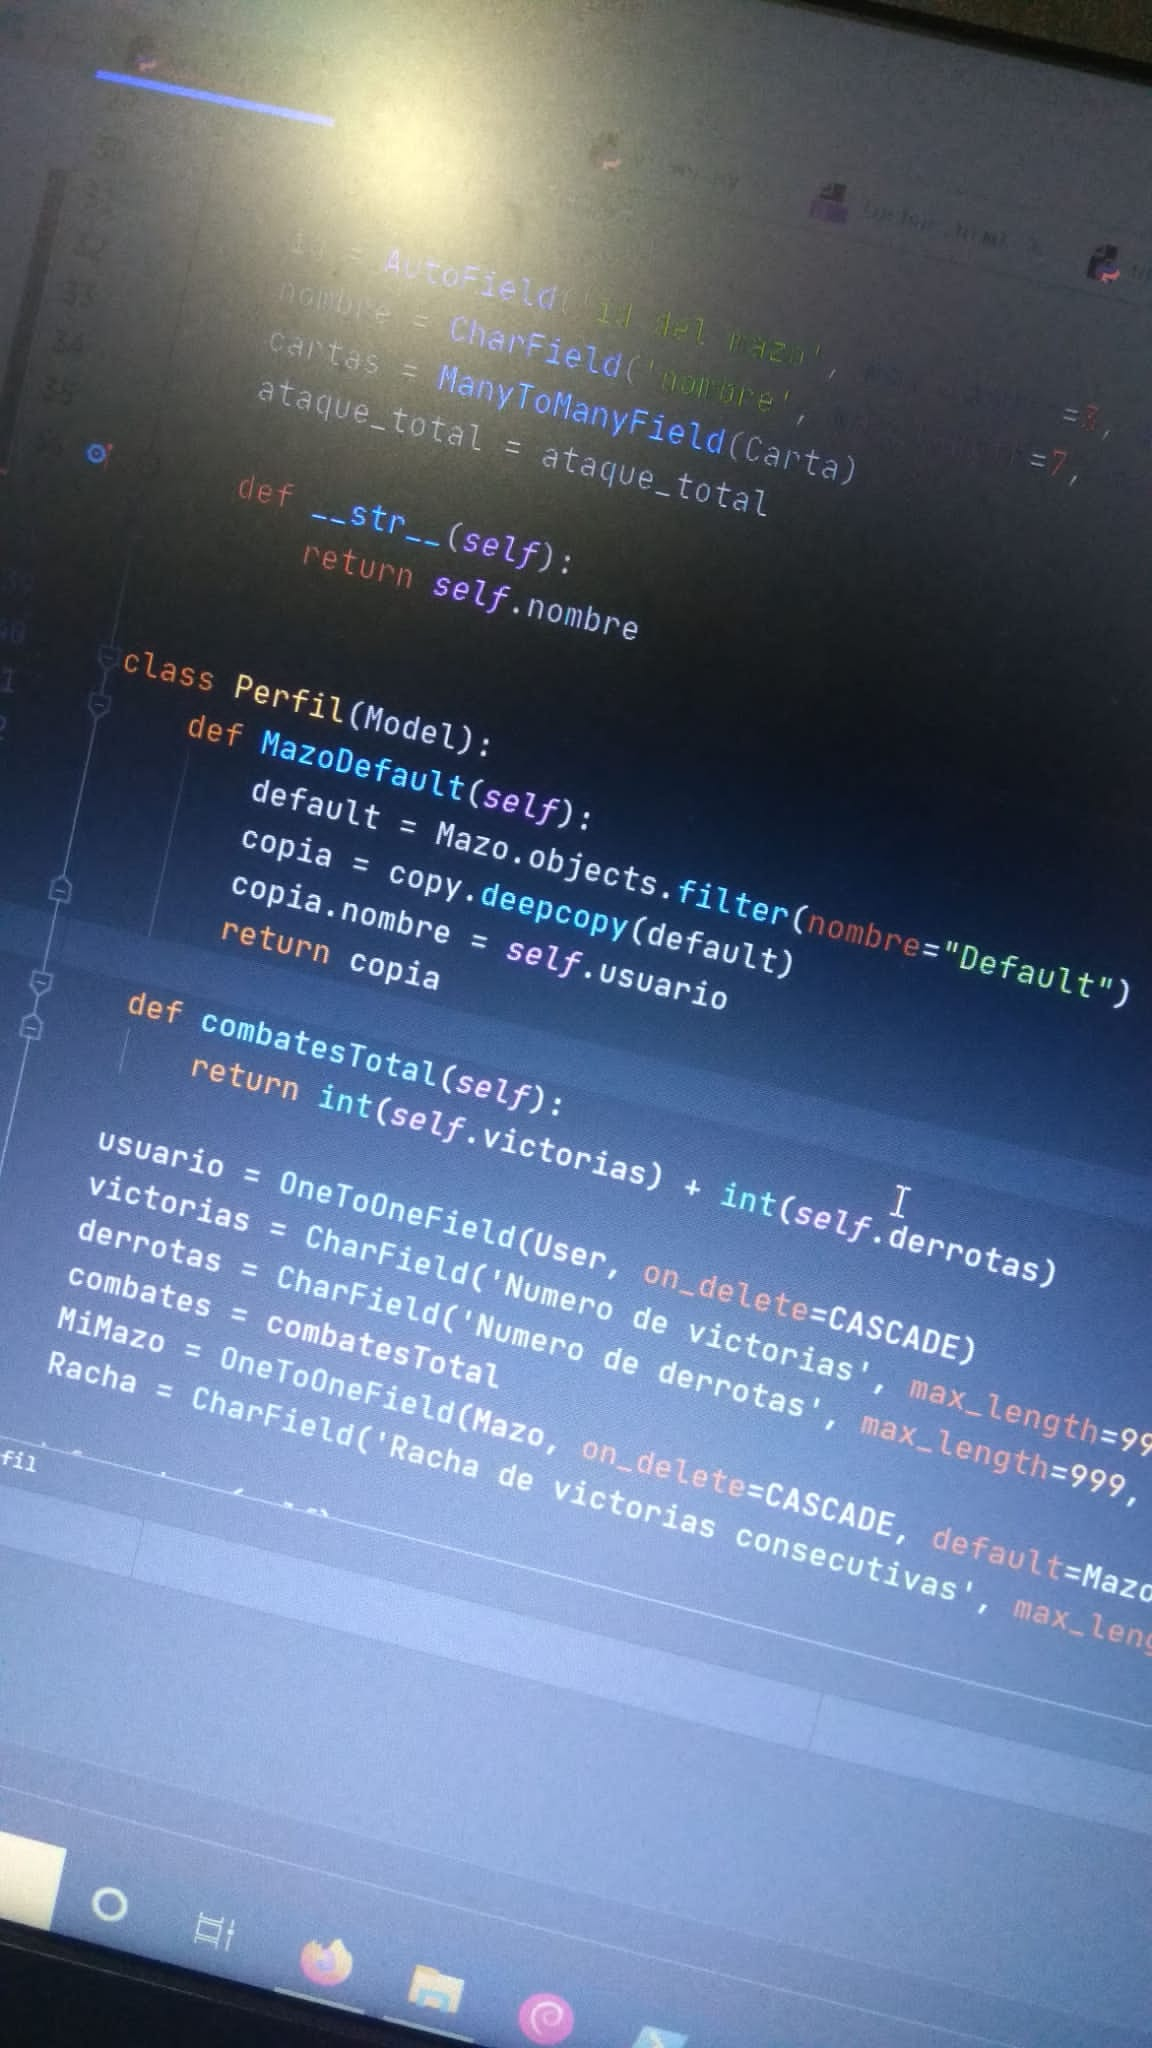 id = AutoField('id del mazo',
=3,
nombre = CharField('nombre',
=7,
cartas = ManyToManyField(Carta)
ataque_total = ataque_total
def __str__(self):
return self.nombre
class Perfil(Model):
def MazoDefault(self):
default = Mazo.objects.filter(nombre="Default")
copia = copy.deepcopy(default)
copia.nombre = self.usuario
return copia
def combatesTotal(self):
return int(self.victorias) + int(self.derrotas)
usuario = OneToOneField(User, on_delete=CASCADE)
victorias = CharField('Numero de victorias', max_length=99
derrotas = CharField('Numero de derrotas', max_length=999,
combates = combatesTotal
MiMazo = OneToOneField(Mazo, on_delete=CASCADE, default=Mazo
Racha = CharField('Racha de victorias consecutivas', max_leng
fil